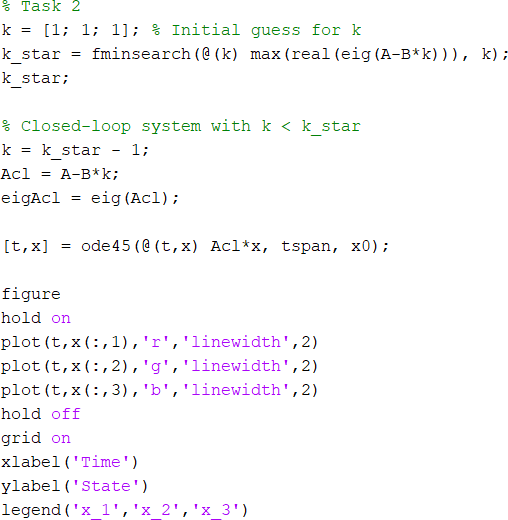 % Task 2
k = [1; 1; 1]; % Initial guess for k
k_star = fminsearch(@(k) max(real(eig(A-B*k))), k);
k_star;
% Closed-loop system with k < k_star
k = k_star - 1;
Acl = A-B*k;
eigAcl = eig(Acl);
[t,x] = ode45(@(t,x) Acl*x, tspan, x0);
figure
hold on
plot(t,x(:,1),'r','linewidth',2)
plot(t,x(:,2),'g','linewidth',2)
plot(t,x(:,3),'b','linewidth',2)
hold off
grid on
xlabel('Time')
ylabel('State')
legend('x_1','x_2','x_3')